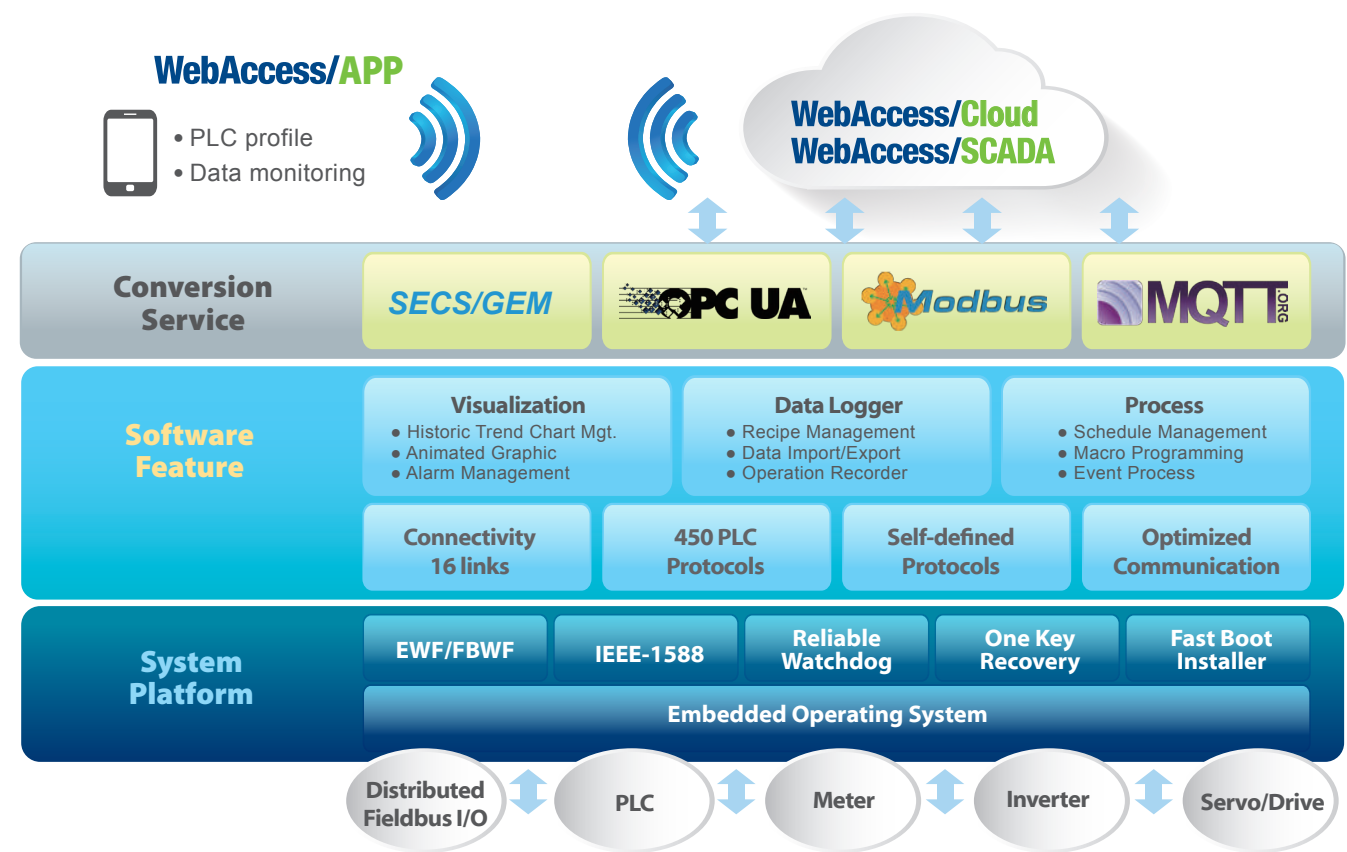 WebAccess/APP
• PLC profile
• Data monitoring
WebAccess/Cloud
WebAccess/SCADA
Conversion
Service
SECS/GEM
OPC UA™
Modbus
MQTT.ORG
Software
Feature
Visualization
● Historic Trend Chart Mgt.
● Animated Graphic
● Alarm Management
Data Logger
● Recipe Management
● Data Import/Export
● Operation Recorder
Process
● Schedule Management
● Macro Programming
● Event Process
Connectivity
16 links
450 PLC
Protocols
Self-defined
Protocols
Optimized
Communication
System
Platform
EWF/FBWF
IEEE-1588
Reliable
Watchdog
One Key
Recovery
Fast Boot
Installer
Embedded Operating System
Distributed
Fieldbus I/O
PLC
Meter
Inverter
Servo/Drive